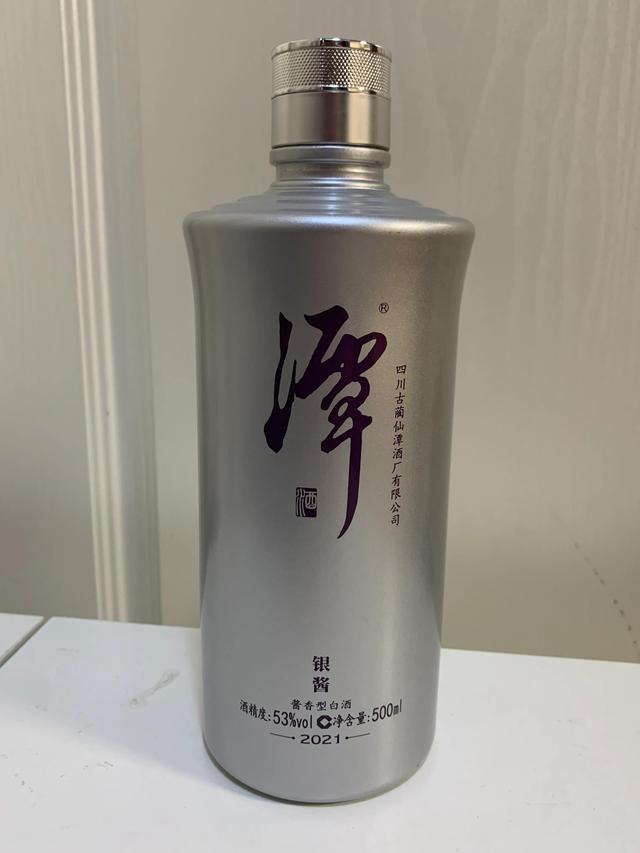 潭
®
酒
四川古蔺仙潭酒厂有限公司
银酱
酱香型白酒
酒精度:53%vol 净含量:500ml
2021